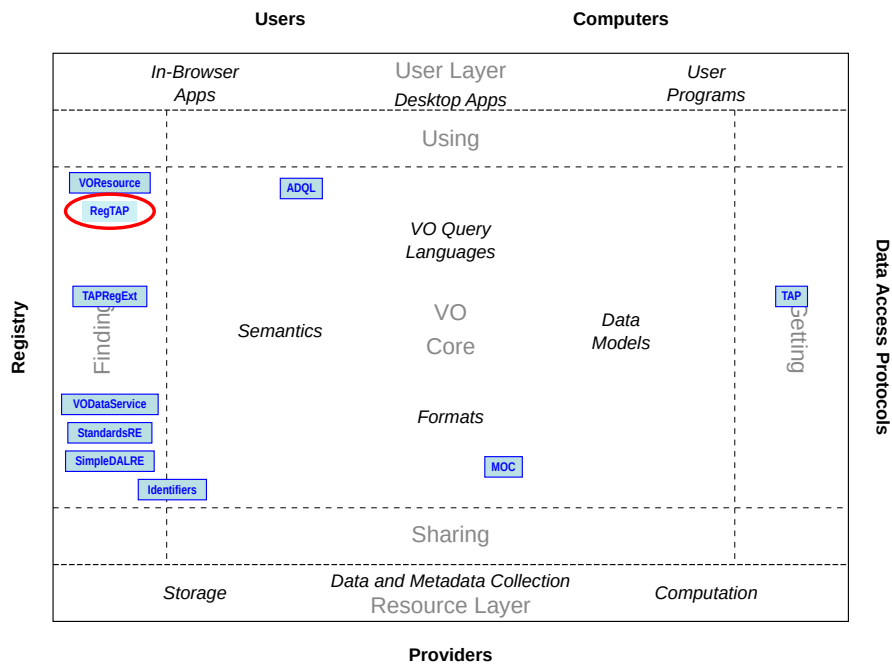 Users
Computers
In-Browser
Apps
User Layer
Desktop Apps
User
Programs
Using
VOResource
RegTAP
ADQL
VO Query
Languages
TAPRegExt
TAP
Registry
Finding
Semantics
VO
Core
Data
Models
Getting
Data Access Protocols
VODataService
StandardsRE
SimpleDALRE
Identifiers
Formats
MOC
Sharing
Storage
Data and Metadata Collection
Resource Layer
Computation
Providers